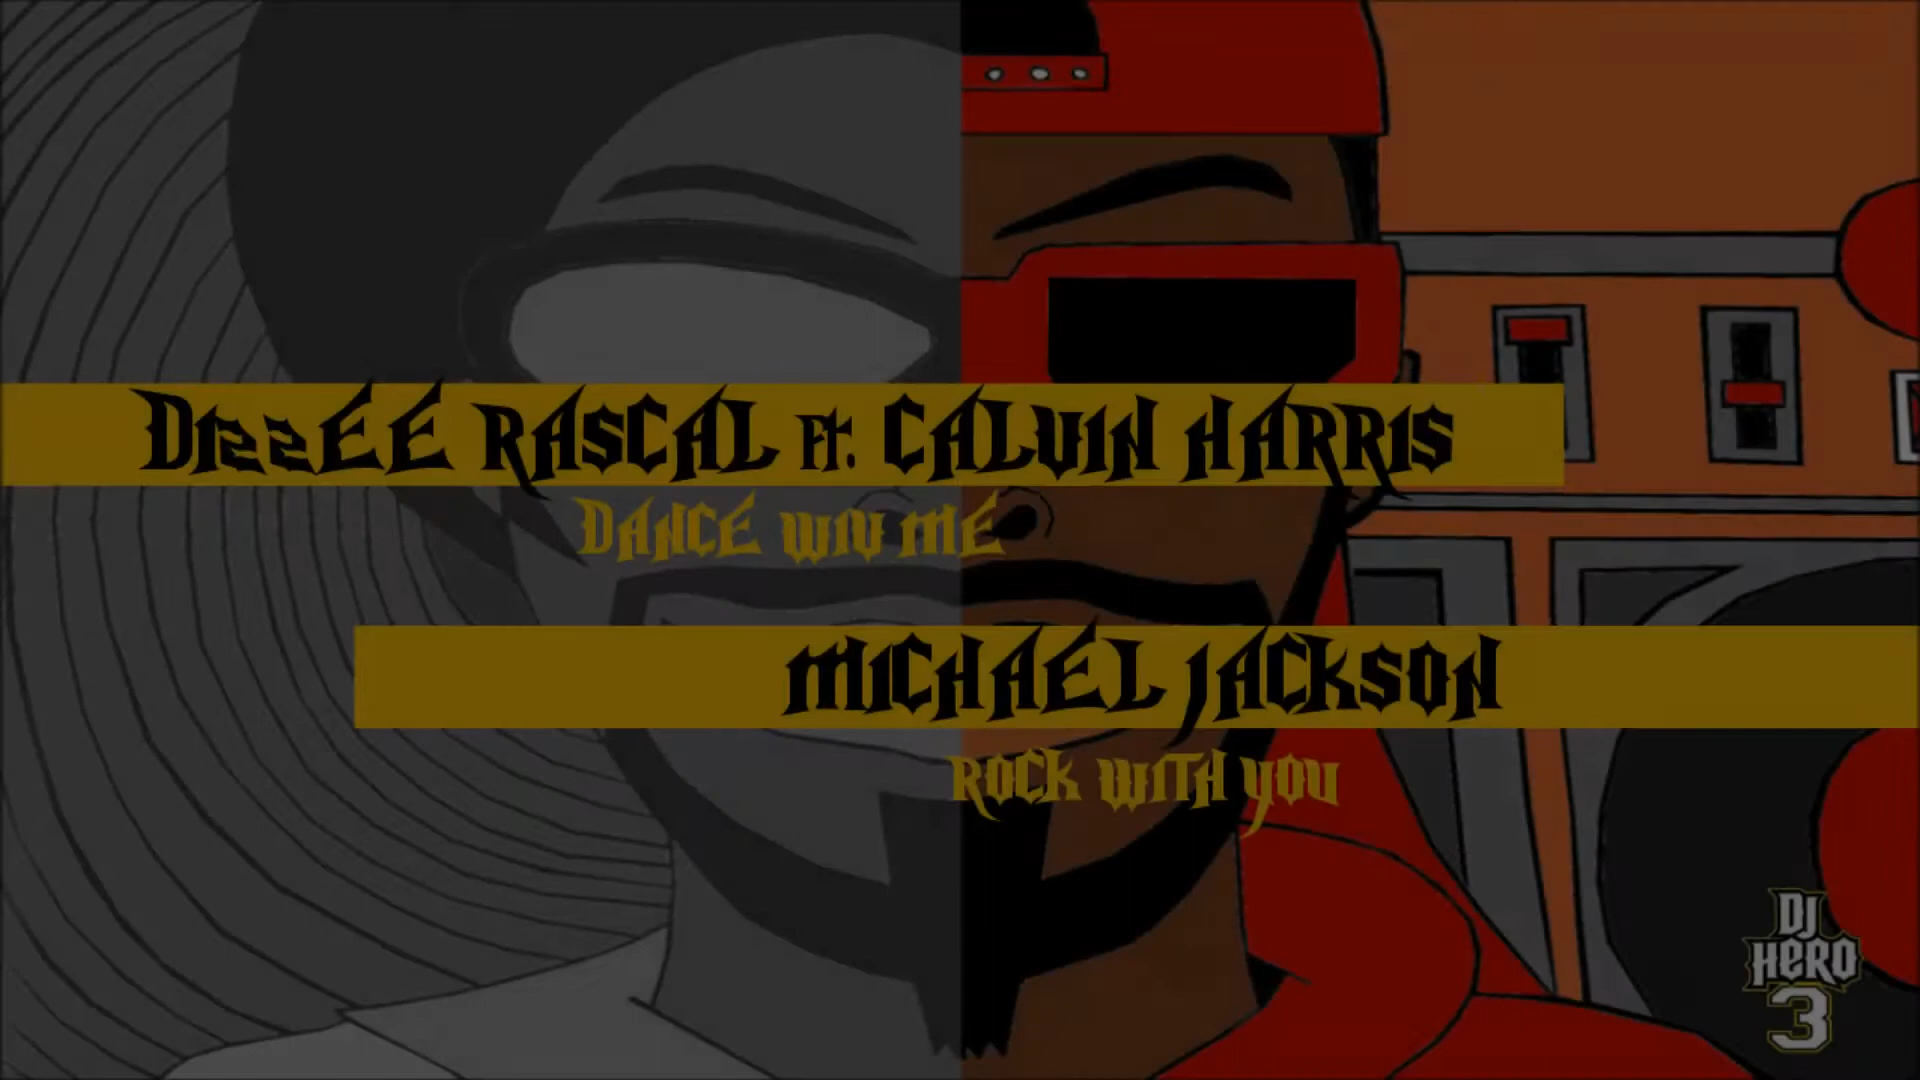 DIZZEE RASCAL Ft. CALVIN HARRIS
DANCE WIV ME
MICHAEL JACKSON
ROCK WITH YOU
DJ
HERO
3